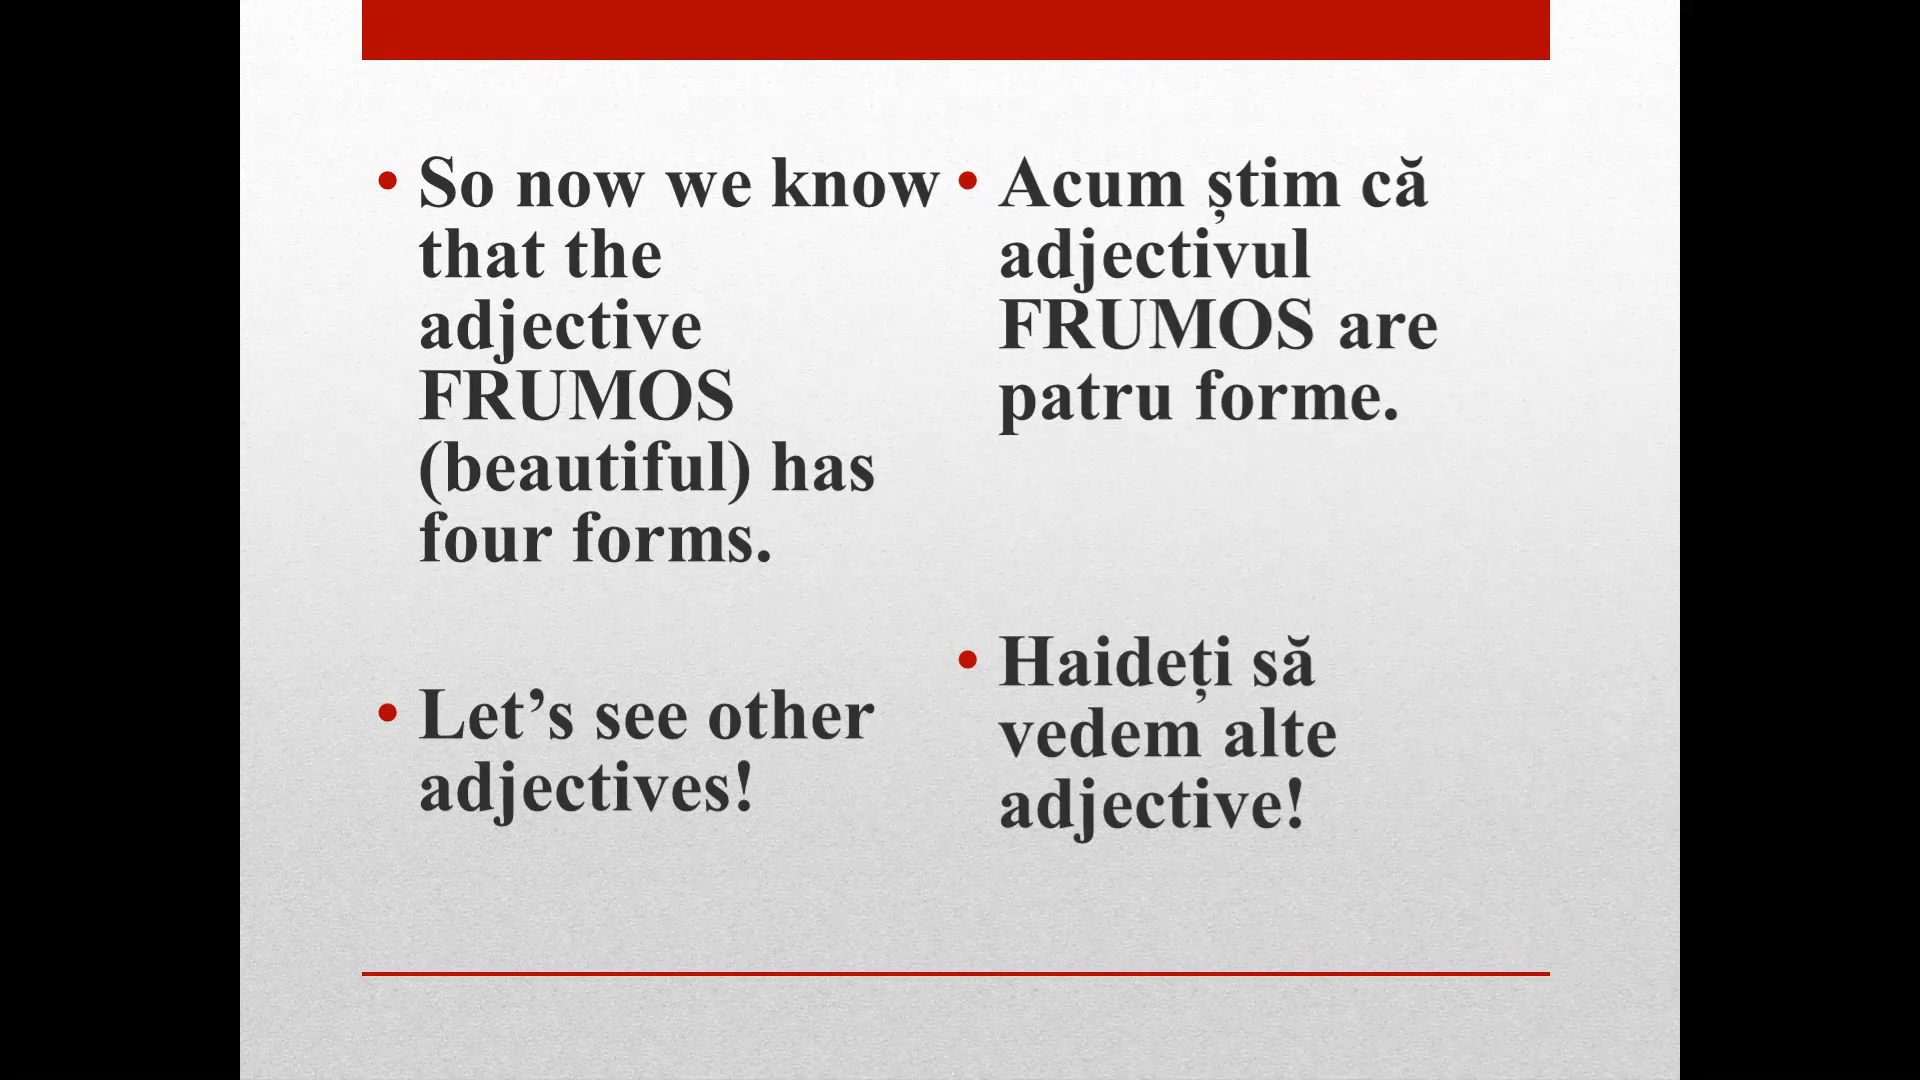 So now we know
that the
adjective
FRUMOS
(beautiful) has
four forms.
Let’s see other
adjectives!
Acum știm că
adjectivul
FRUMOS are
patru forme.
Haideți să
vedem alte
adjective!